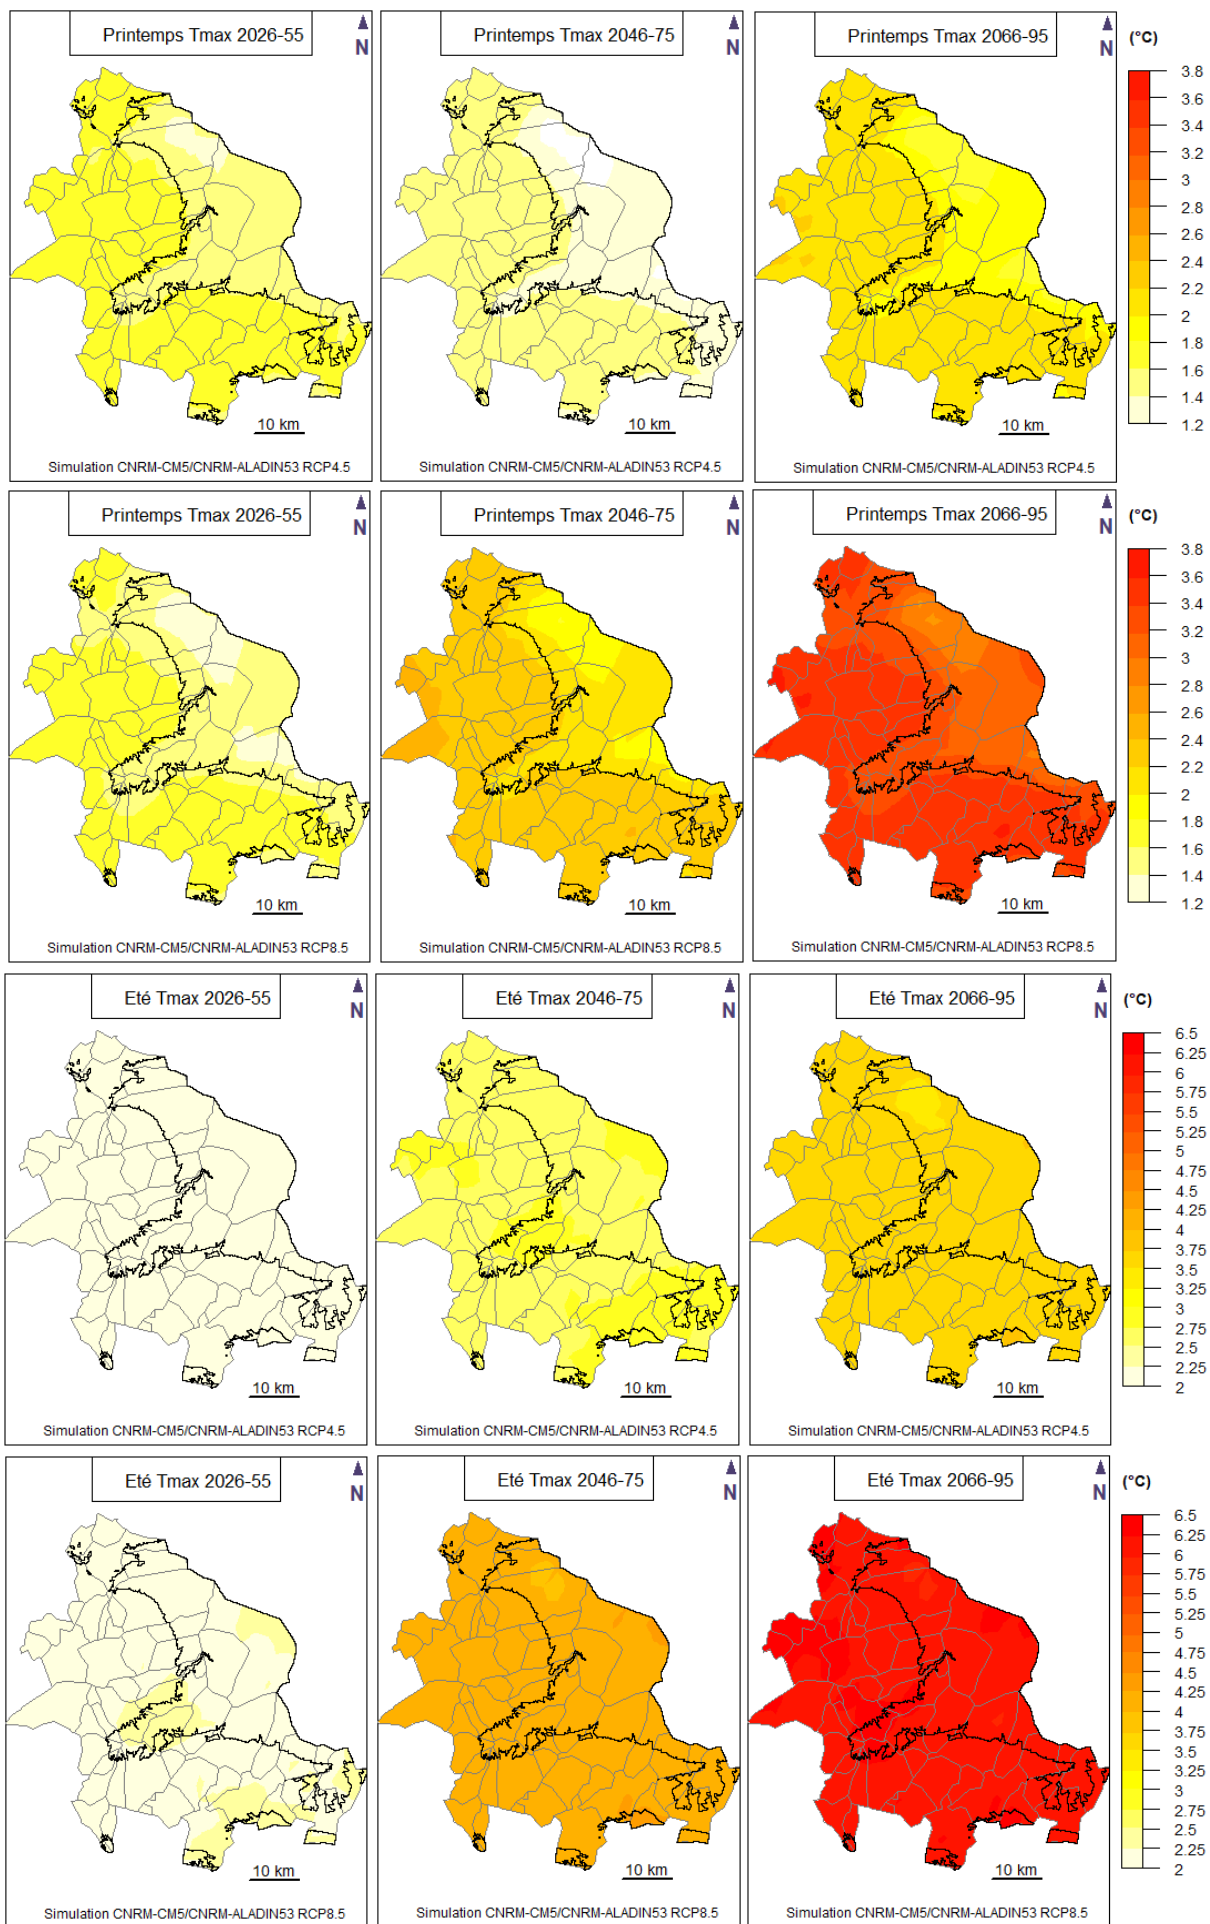 Printemps Tmax 2026-55
N
Printemps Tmax 2046-75
N
Printemps Tmax 2066-95
N
(°C)
3.8
3.6
3.4
3.2
3
2.8
2.6
2.4
2.2
2
1.8
1.6
1.4
1.2
10 km
10 km
10 km
Simulation CNRM-CM5/CNRM-ALADIN53 RCP4.5
Simulation CNRM-CM5/CNRM-ALADIN53 RCP4.5
Simulation CNRM-CM5/CNRM-ALADIN53 RCP4.5
Printemps Tmax 2026-55
N
Printemps Tmax 2046-75
N
Printemps Tmax 2066-95
N
(°C)
3.8
3.6
3.4
3.2
3
2.8
2.6
2.4
2.2
2
1.8
1.6
1.4
1.2
10 km
10 km
10 km
Simulation CNRM-CM5/CNRM-ALADIN53 RCP8.5
Simulation CNRM-CM5/CNRM-ALADIN53 RCP8.5
Simulation CNRM-CM5/CNRM-ALADIN53 RCP8.5
Eté Tmax 2026-55
N
Eté Tmax 2046-75
N
Eté Tmax 2066-95
N
(°C)
6.5
6.25
6
5.75
5.5
5.25
5
4.75
4.5
4.25
4
3.75
3.5
3.25
3
2.75
2.5
2.25
2
10 km
10 km
10 km
Simulation CNRM-CM5/CNRM-ALADIN53 RCP4.5
Simulation CNRM-CM5/CNRM-ALADIN53 RCP4.5
Simulation CNRM-CM5/CNRM-ALADIN53 RCP4.5
Eté Tmax 2026-55
N
Eté Tmax 2046-75
N
Eté Tmax 2066-95
N
(°C)
6.5
6.25
6
5.75
5.5
5.25
5
4.75
4.5
4.25
4
3.75
3.5
3.25
3
2.75
2.5
2.25
2
10 km
10 km
10 km
Simulation CNRM-CM5/CNRM-ALADIN53 RCP8.5
Simulation CNRM-CM5/CNRM-ALADIN53 RCP8.5
Simulation CNRM-CM5/CNRM-ALADIN53 RCP8.5